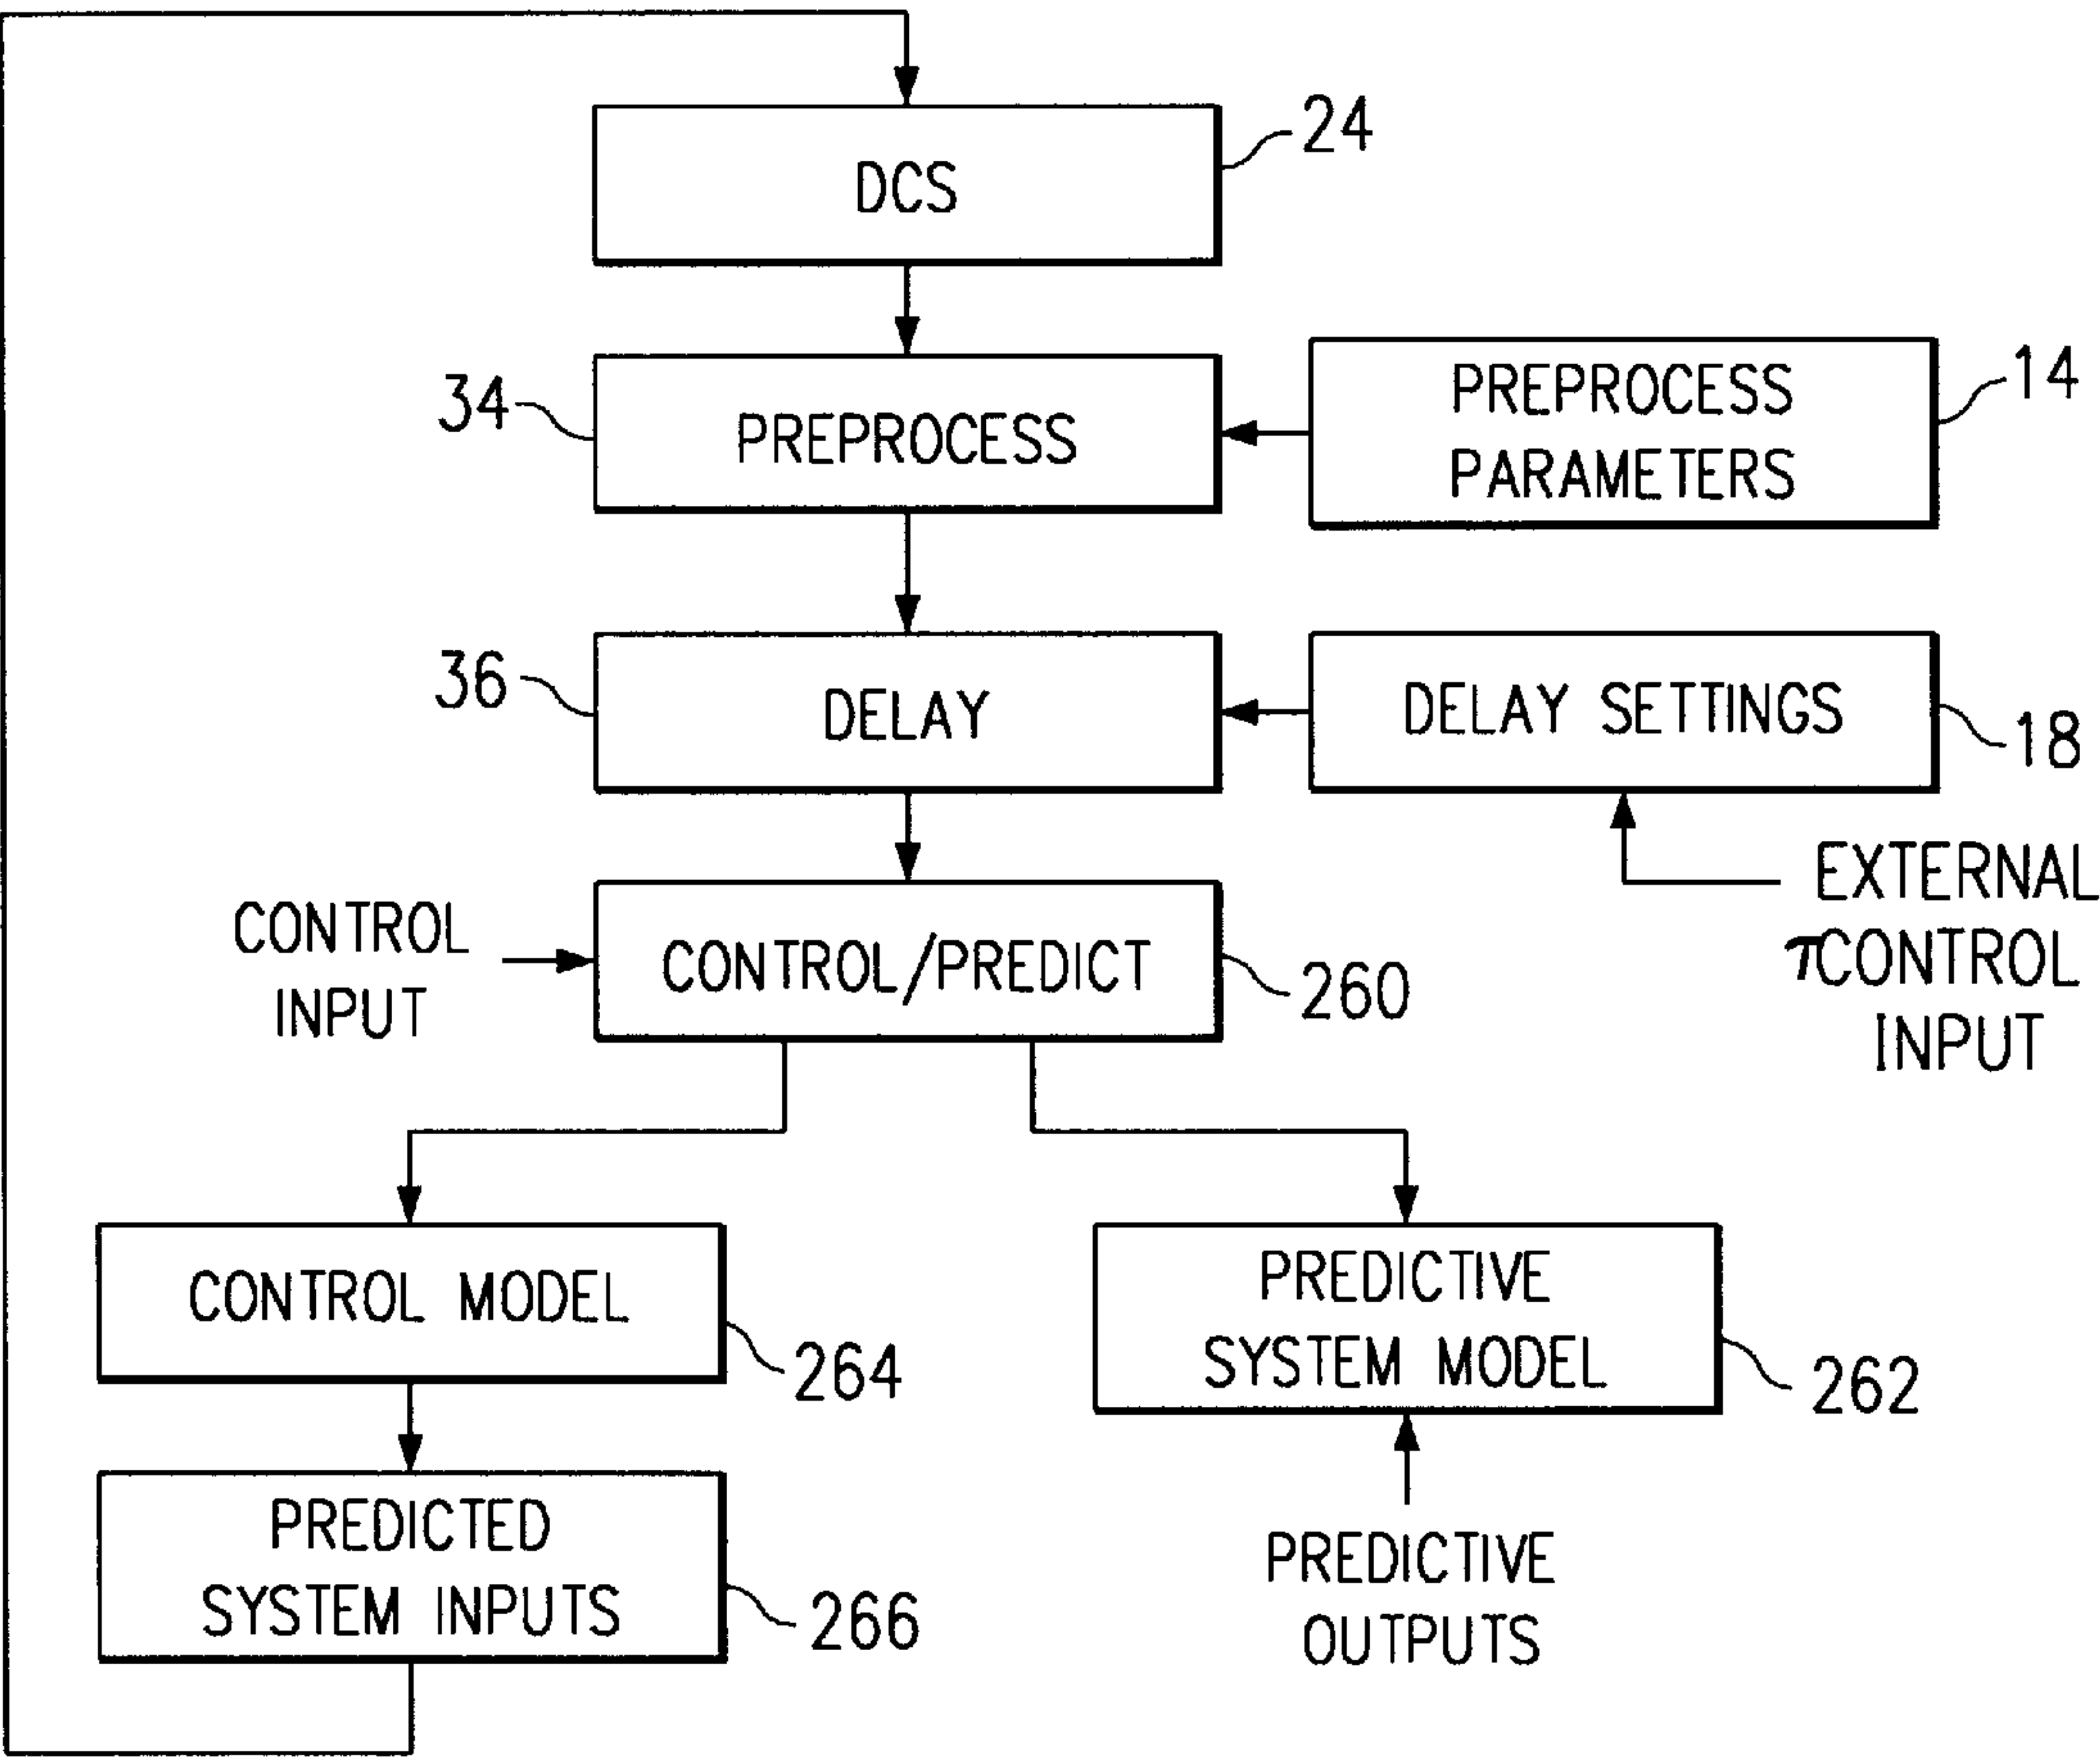 DCS
24
34
PREPROCESS
PREPROCESS
PARAMETERS
14
36
DELAY
DELAY SETTINGS
18
CONTROL
INPUT
CONTROL/PREDICT
260
EXTERNAL
τCONTROL
INPUT
CONTROL MODEL
264
PREDICTIVE
SYSTEM MODEL
262
PREDICTED
SYSTEM INPUTS
266
PREDICTIVE
OUTPUTS